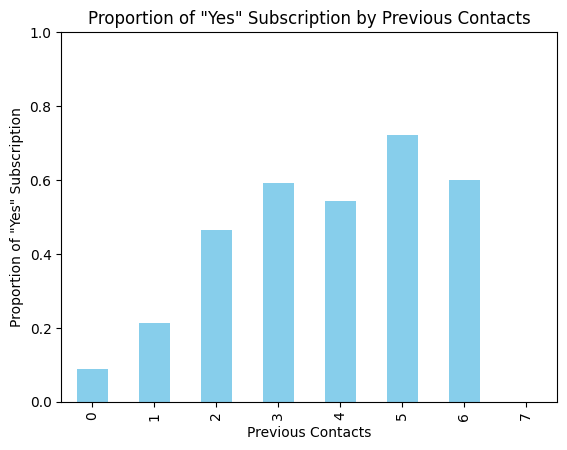 Proportion of "Yes" Subscription by Previous Contacts
Proportion of "Yes" Subscription
1.0
0.8
0.6
0.4
0.2
0.0
0 1 2 3 4 5 6 7
Previous Contacts